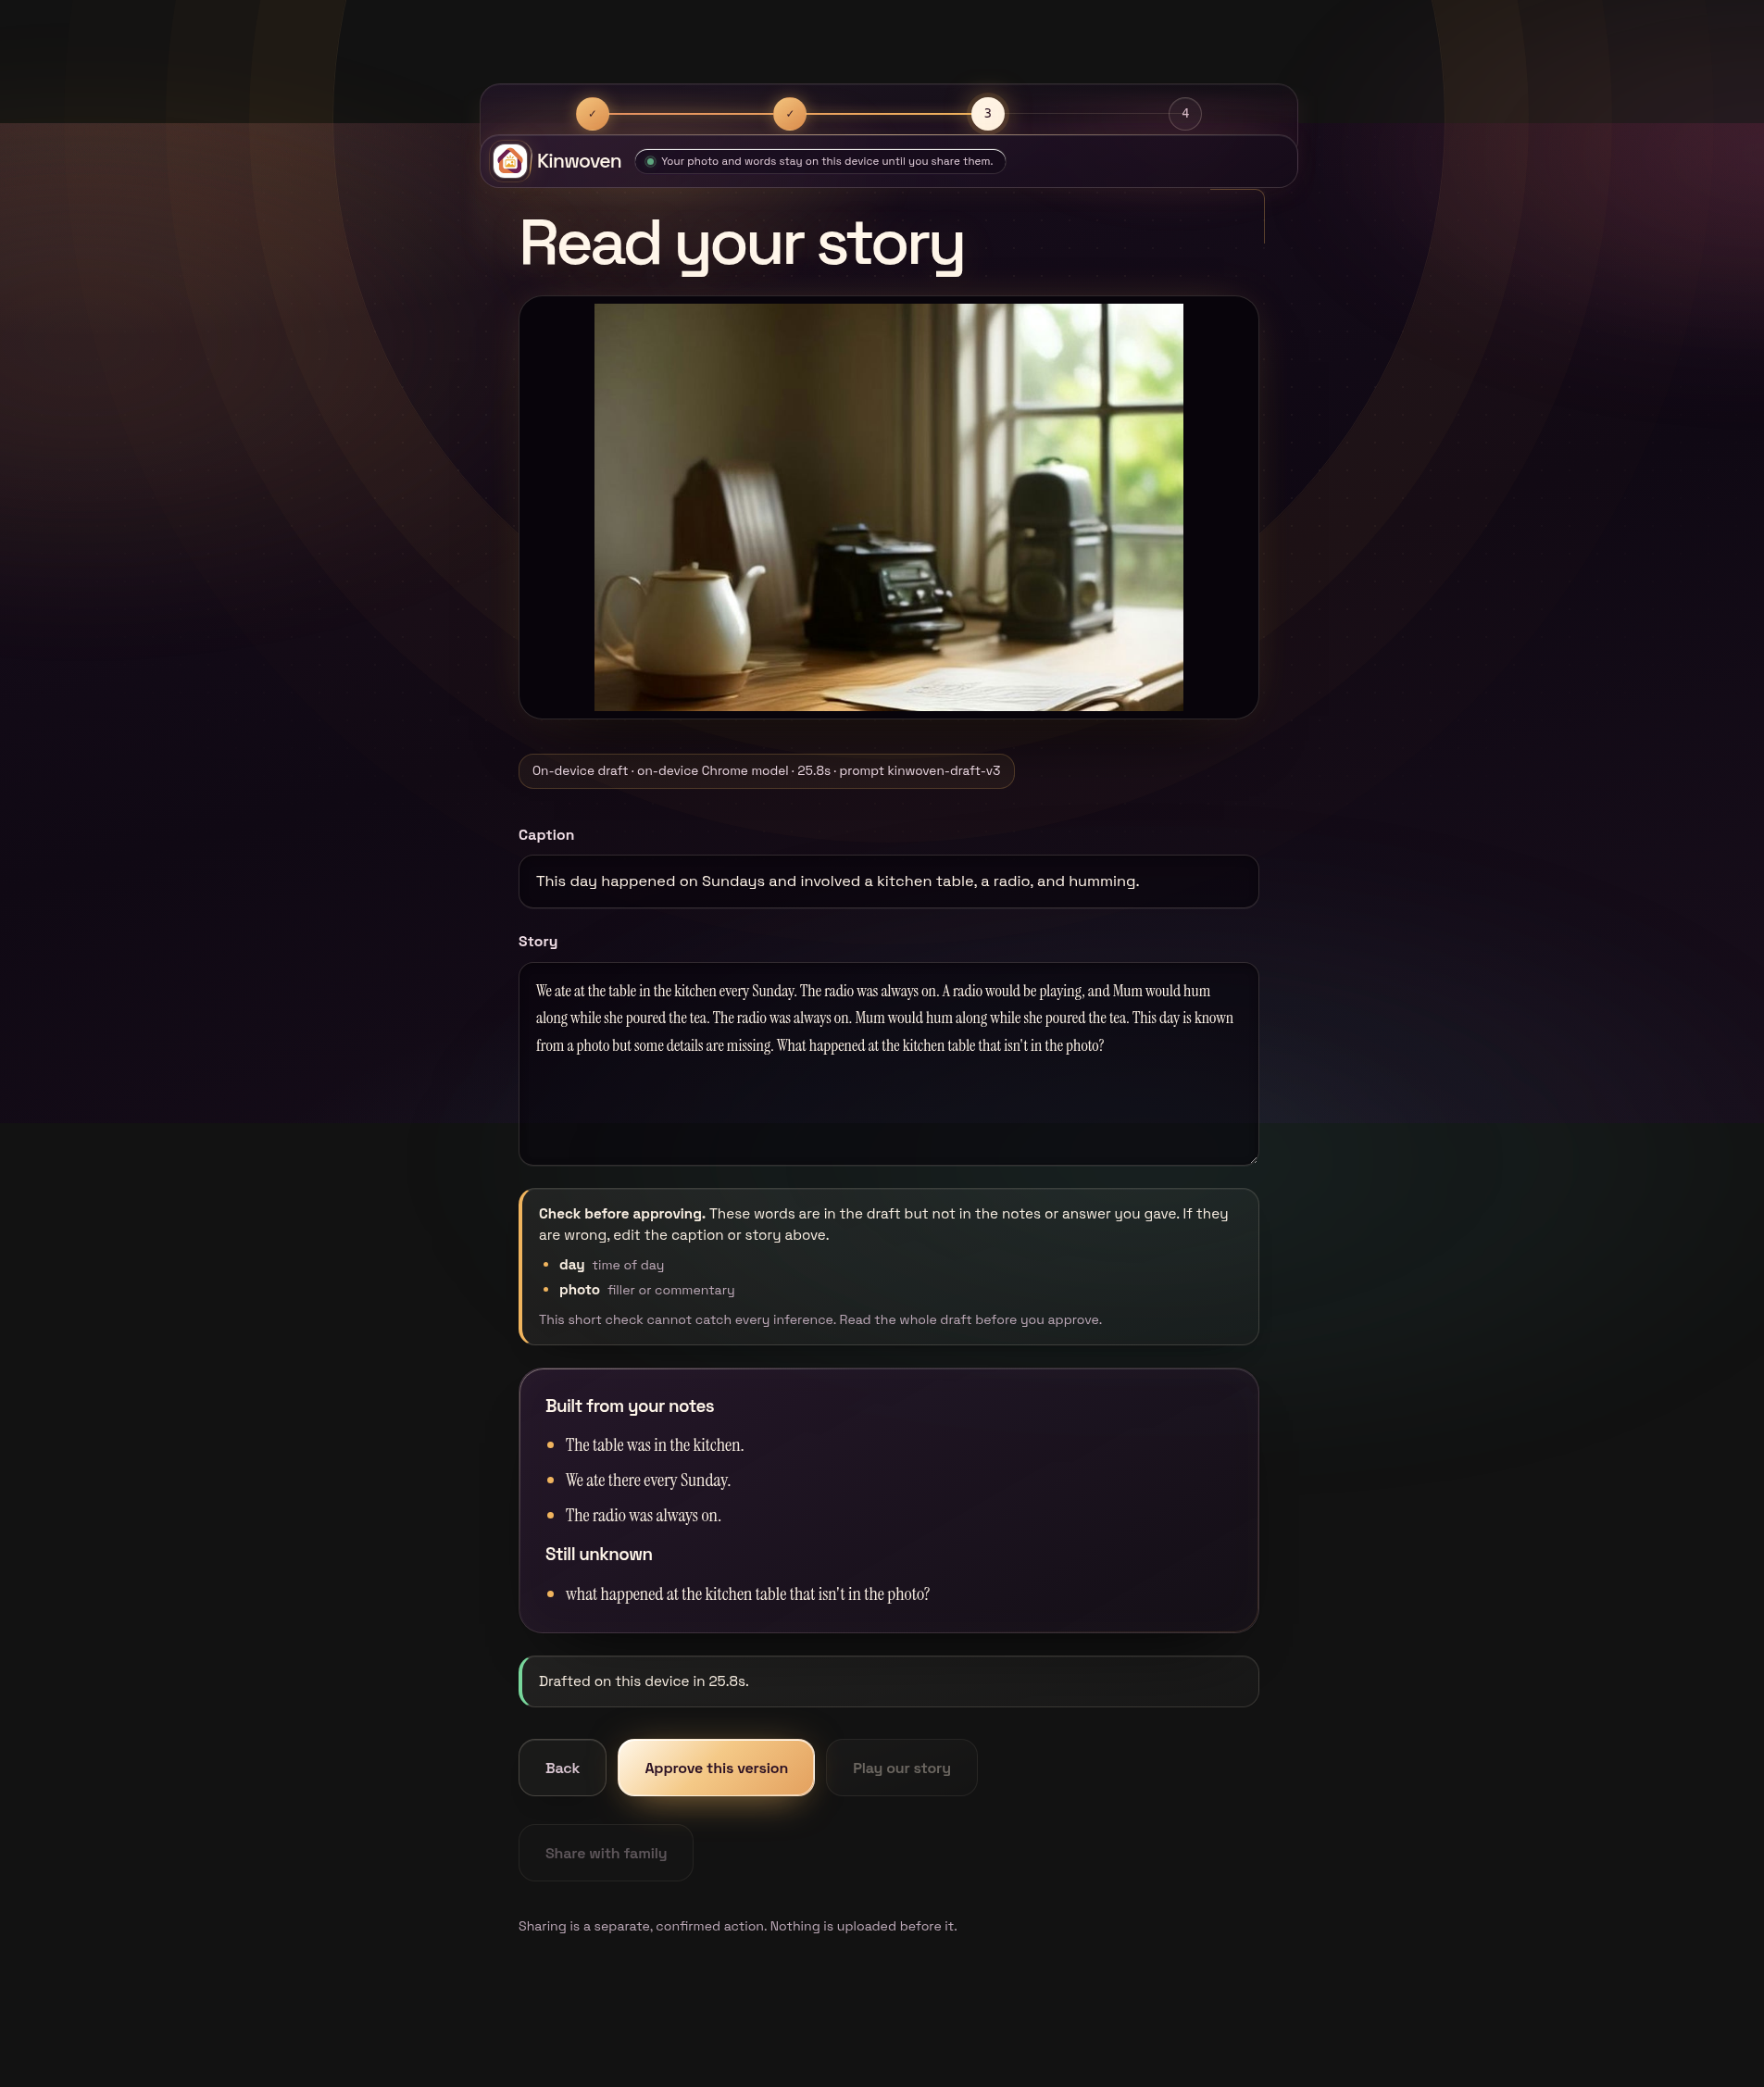 ✓ ✓ 3 4
Kinwoven
Your photo and words stay on this device until you share them.
Read your story
On-device draft · on-device Chrome model · 25.8s · prompt kinwoven-draft-v3
Caption
This day happened on Sundays and involved a kitchen table, a radio, and humming.
Story
We ate at the table in the kitchen every Sunday. The radio was always on. A radio would be playing, and Mum would hum
along while she poured the tea. The radio was always on. Mum would hum along while she poured the tea. This day is known
from a photo but some details are missing. What happened at the kitchen table that isn't in the photo?
Check before approving. These words are in the draft but not in the notes or answer you gave. If they
are wrong, edit the caption or story above.
• day time of day
• photo filler or commentary
This short check cannot catch every inference. Read the whole draft before you approve.
Built from your notes
• The table was in the kitchen.
• We ate there every Sunday.
• The radio was always on.
Still unknown
• what happened at the kitchen table that isn't in the photo?
Drafted on this device in 25.8s.
Back
Approve this version
Play our story
Share with family
Sharing is a separate, confirmed action. Nothing is uploaded before it.